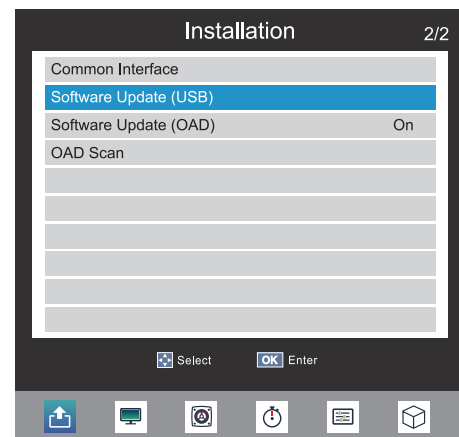 Installation 2/2
Common Interface
Software Update (USB)
Software Update (OAD) On
OAD Scan
Select OK Enter